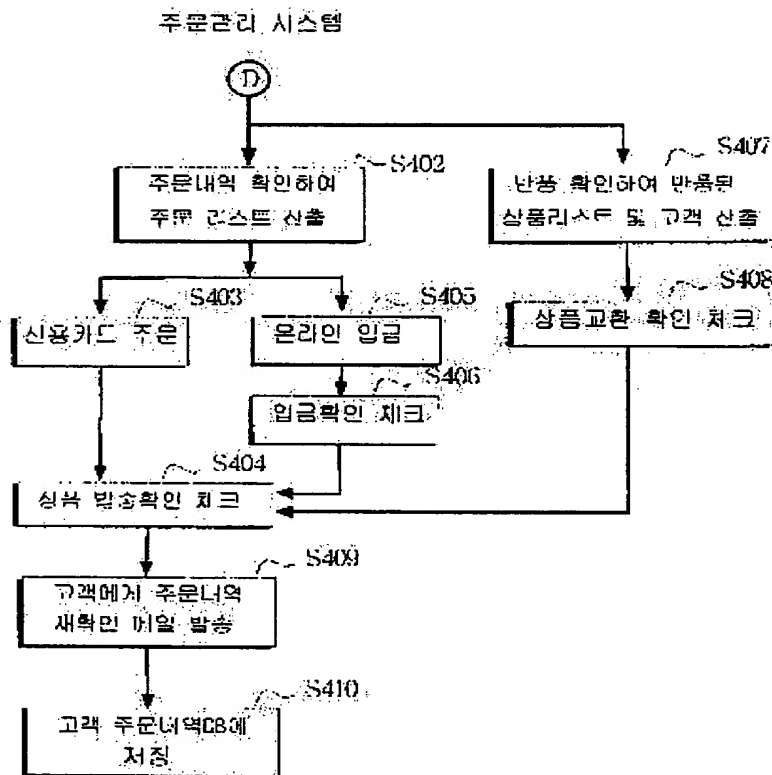 주문관리 시스템
D
S402
주문내역 확인하여
주문 리스트 산출
S407
반품 확인하여 반품된
상품리스트 및 고객 산출
S403
신용카드 주문
S405
온라인 입금
S408
상품교환 확인 체크
S406
입금확인 체크
S404
상품 발송확인 체크
S409
고객에게 주문내역
재확인 메일 발송
S410
고객 주문내역DB에
저장